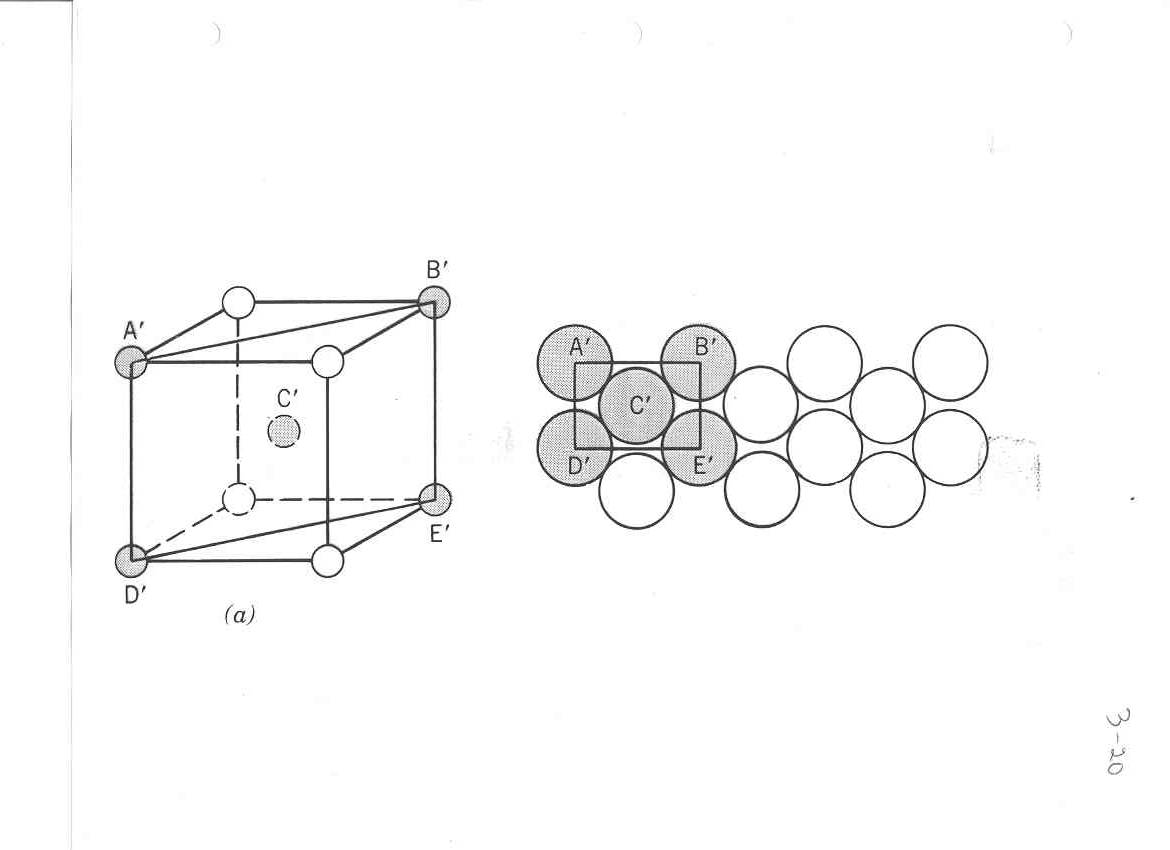 B′
A′
C′
E′
D′
(a)
A′ B′
C′
D′ E′
3-20